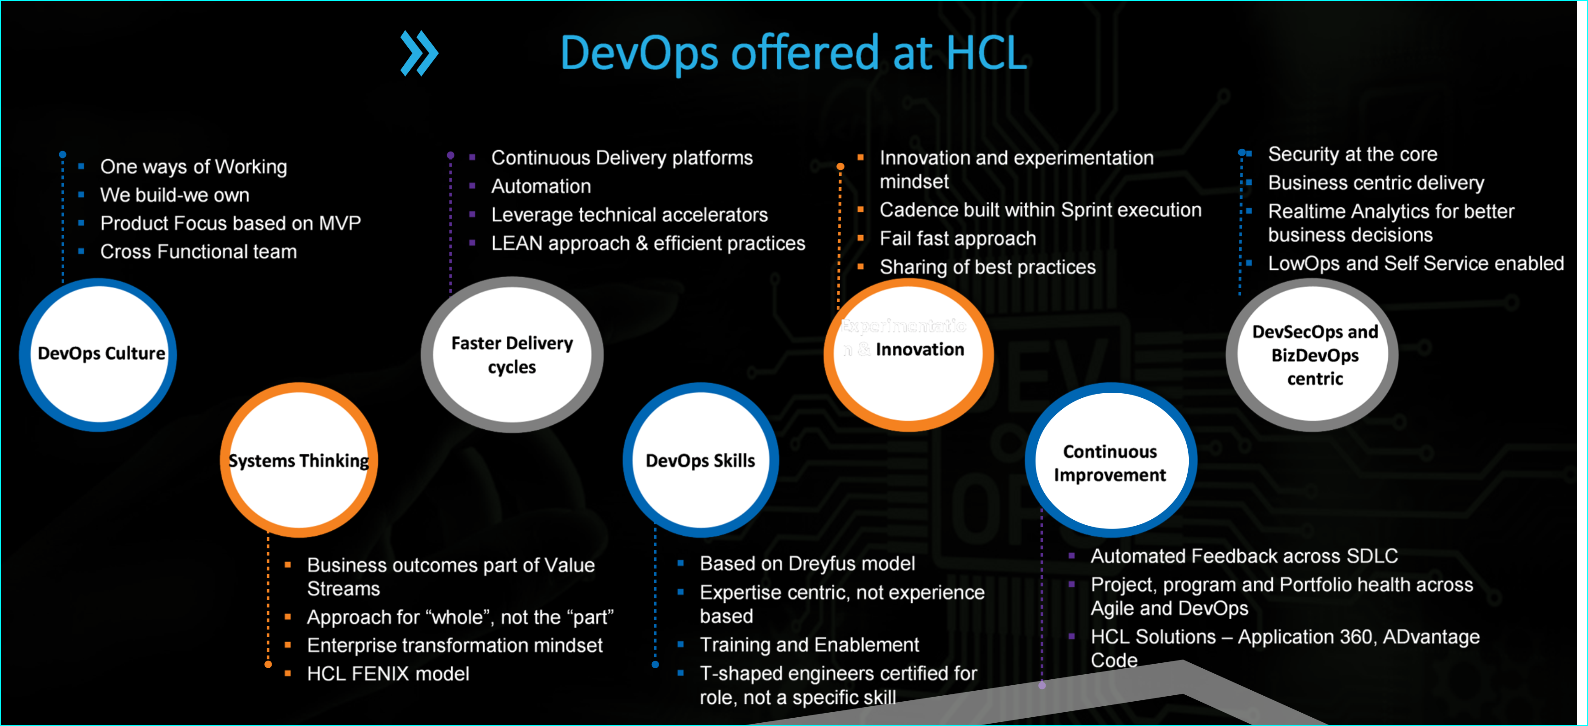 DevOps offered at HCL
One ways of Working
We build-we own
Product Focus based on MVP
Cross Functional team
DevOps Culture
Business outcomes part of Value
Streams
Approach for “whole”, not the “part”
Enterprise transformation mindset
HCL FENIX model
Systems Thinking
Continuous Delivery platforms
Automation
Leverage technical accelerators
LEAN approach & efficient practices
Faster Delivery
cycles
Based on Dreyfus model
Expertise centric, not experience
based
Training and Enablement
T-shaped engineers certified for
role, not a specific skill
DevOps Skills
Innovation and experimentation
mindset
Cadence built within Sprint execution
Fail fast approach
Sharing of best practices
Experimentatio
n & Innovation
Automated Feedback across SDLC
Project, program and Portfolio health across
Agile and DevOps
HCL Solutions – Application 360, ADvantage
Code
Continuous
Improvement
Security at the core
Business centric delivery
Realtime Analytics for better
business decisions
LowOps and Self Service enabled
DevSecOps and
BizDevOps
centric
DEV
OPS